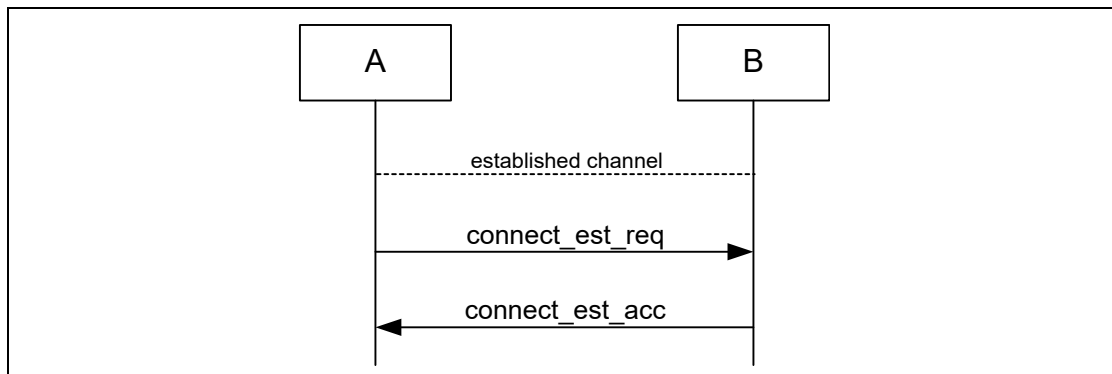 A
B
established channel
connect_est_req
connect_est_acc